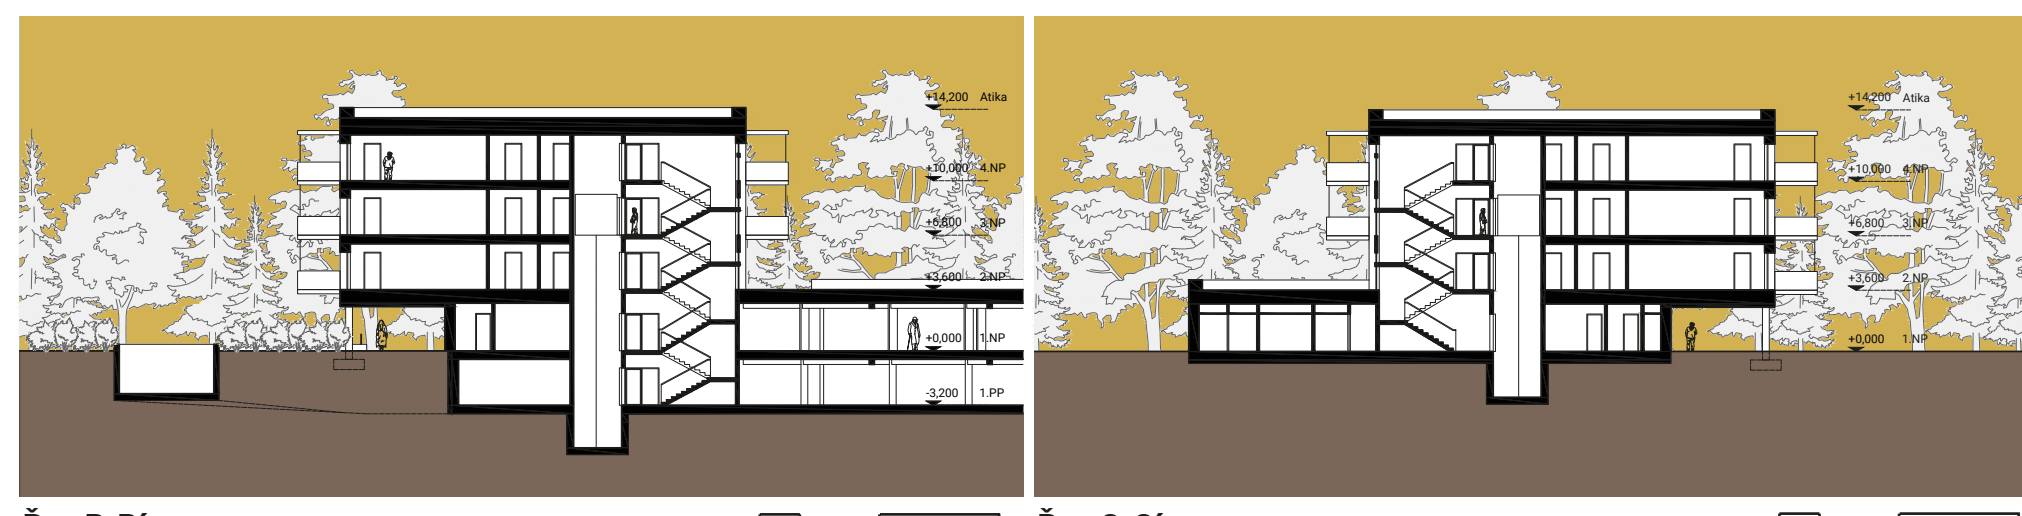 +14,200 Atika
+10,000 4.NP
+6,800 3.NP
+3,600 2.NP
+0,000 1.NP
-3,200 1.PP
+14,200 Atika
+10,000 4.NP
+6,800 3.NP
+3,600 2.NP
+0,000 1.NP